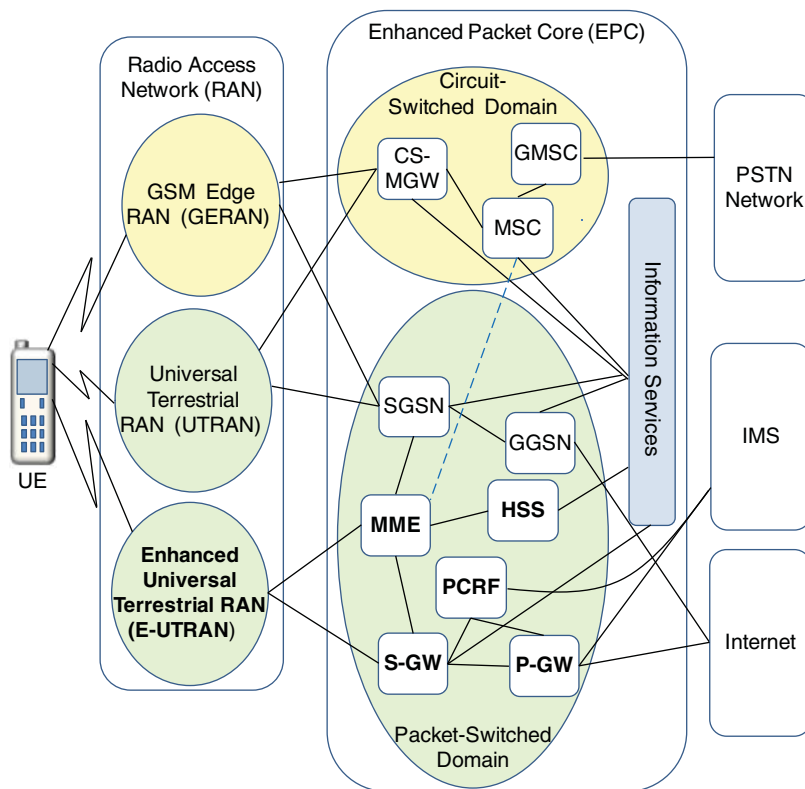 Enhanced Packet Core (EPC)
Radio Access
Network (RAN)
Circuit-
Switched Domain
CS-
MGW
GMSC
MSC
GSM Edge
RAN (GERAN)
PSTN
Network
Information Services
Universal
Terrestrial
RAN (UTRAN)
SGSN
GGSN
IMS
UE
MME
HSS
Enhanced
Universal
Terrestrial RAN
(E-UTRAN)
PCRF
S-GW
P-GW
Internet
Packet-Switched
Domain